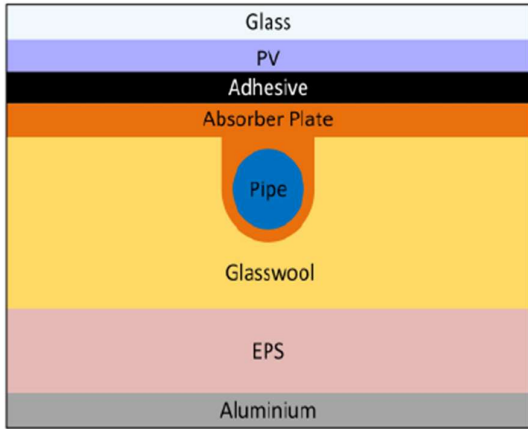 Glass
PV
Adhesive
Absorber Plate
Pipe
Glasswool
EPS
Aluminium